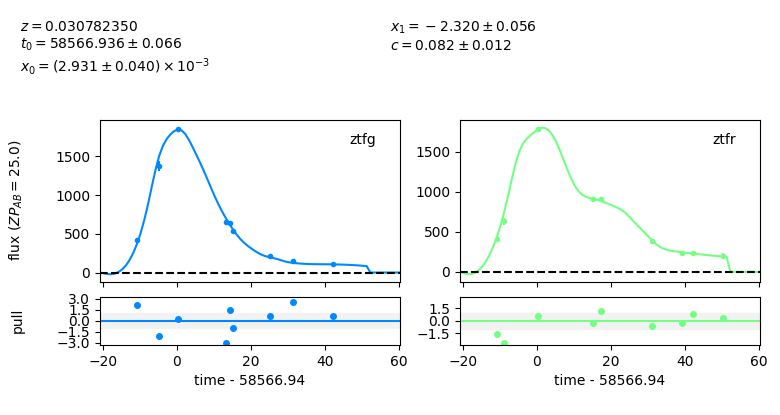 z = 0.030782350
t₀ = 58566.936 ± 0.066
x₀ = (2.931 ± 0.040) × 10⁻³
x₁ = −2.320 ± 0.056
c = 0.082 ± 0.012
flux (ZP_AB = 25.0)
1500
1000
500
0
ztfg
1500
1000
500
0
ztfr
pull
3.0
1.5
0.0
−1.5
−3.0
1.5
0.0
−1.5
−20 0 20 40 60
−20 0 20 40 60
time - 58566.94
time - 58566.94